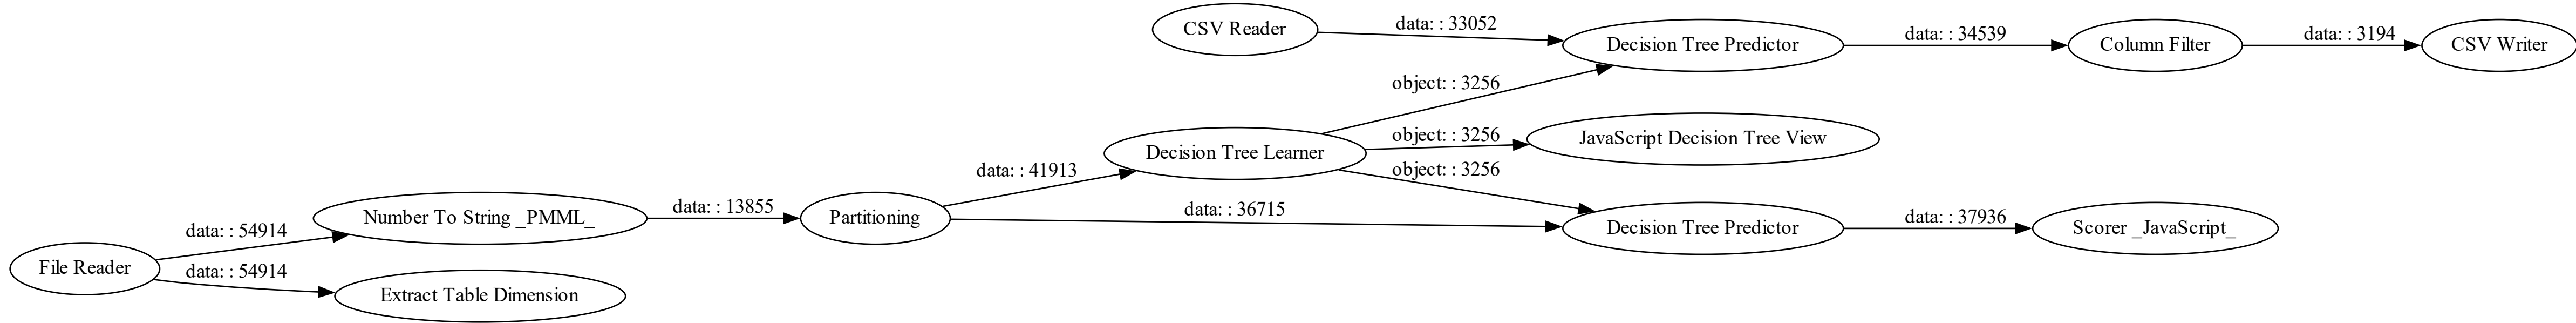 CSV Reader
data: : 33052
Decision Tree Predictor
data: : 34539
Column Filter
data: : 3194
CSV Writer
object: : 3256
object: : 3256
JavaScript Decision Tree View
Decision Tree Learner
object: : 3256
data: : 41913
data: : 36715
Decision Tree Predictor
data: : 37936
Scorer _JavaScript_
Number To String _PMML_
data: : 13855
Partitioning
data: : 54914
File Reader
data: : 54914
Extract Table Dimension